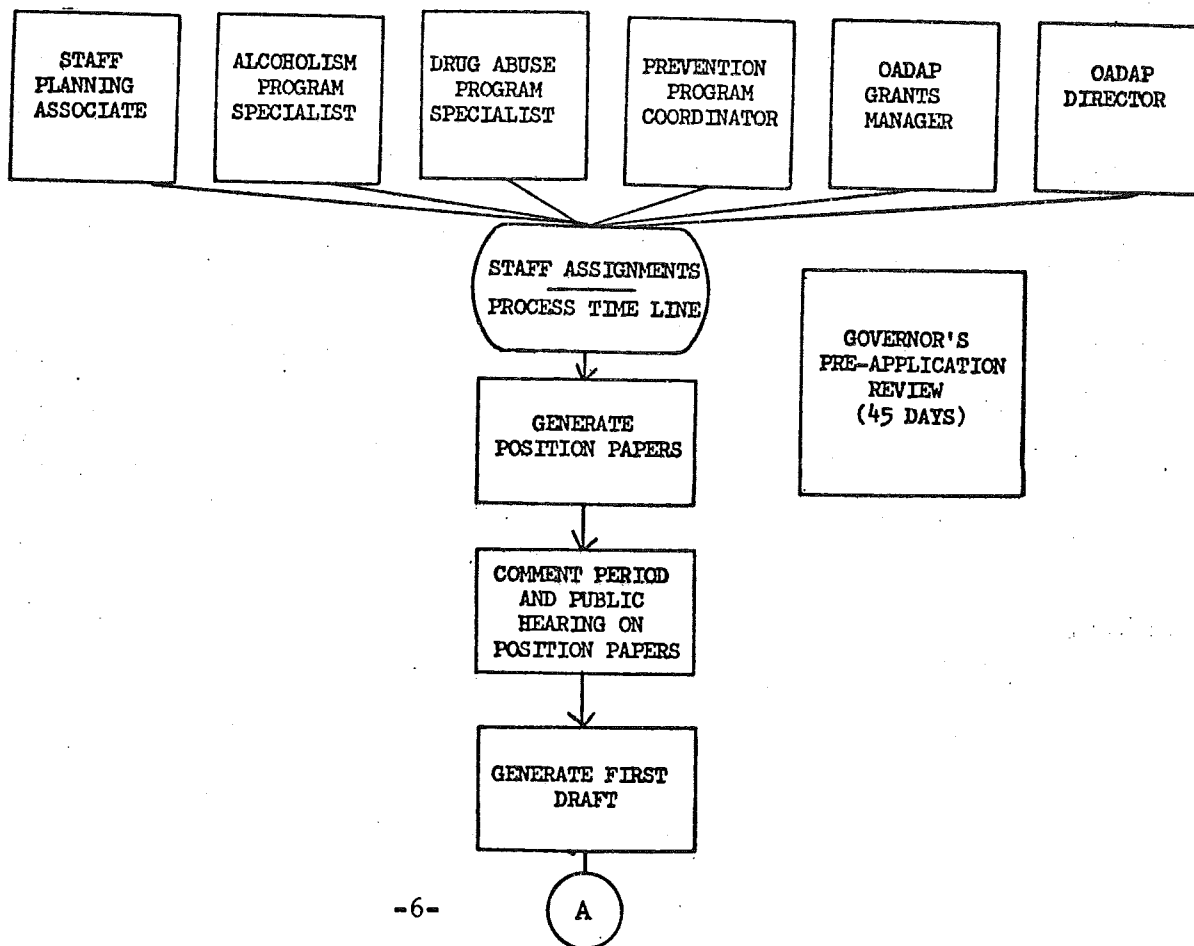 STAFF
PLANNING
ASSOCIATE
ALCOHOLISM
PROGRAM
SPECIALIST
DRUG ABUSE
PROGRAM
SPECIALIST
PREVENTION
PROGRAM
COORDINATOR
OADAP
GRANTS
MANAGER
OADAP
DIRECTOR
STAFF ASSIGNMENTS
PROCESS TIME LINE
GOVERNOR'S
PRE-APPLICATION
REVIEW
(45 DAYS)
GENERATE
POSITION PAPERS
COMMENT PERIOD
AND PUBLIC
HEARING ON
POSITION PAPERS
GENERATE FIRST
DRAFT
A
-6-